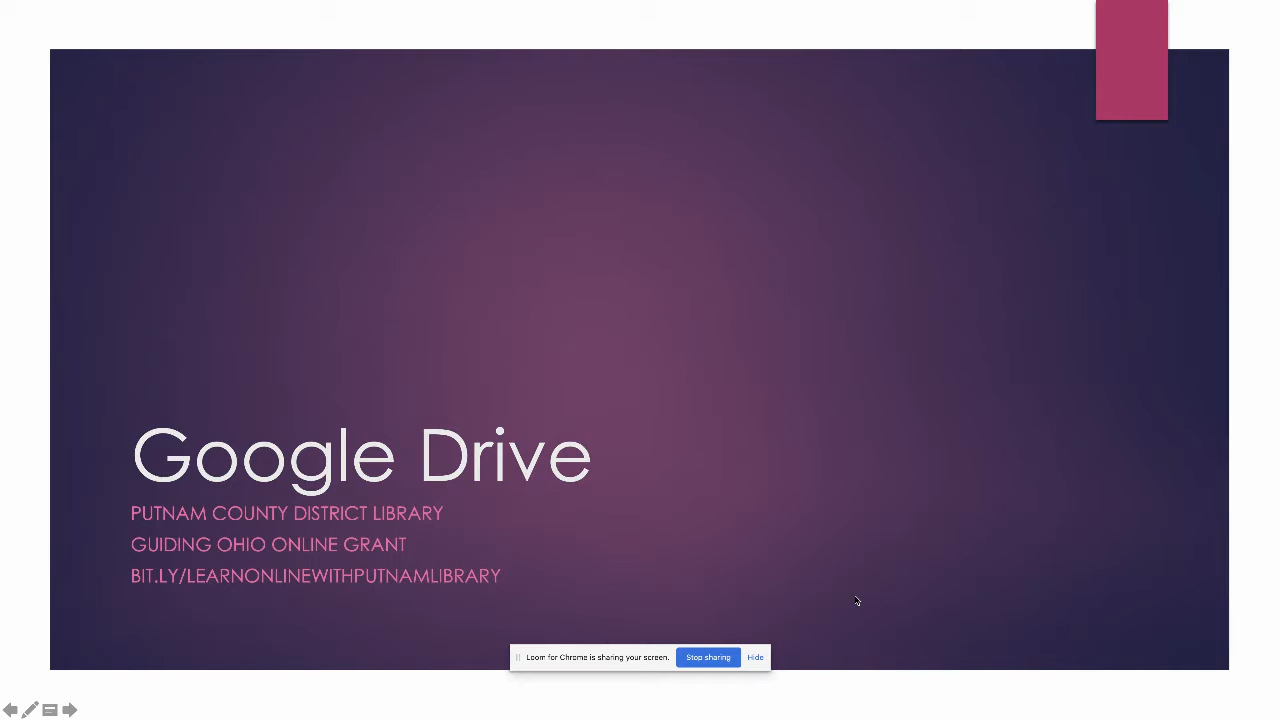 Google Drive
PUTNAM COUNTY DISTRICT LIBRARY
GUIDING OHIO ONLINE GRANT
BIT.LY/LEARNONLINEWITHPUTNAMLIBRARY
Loom for Chrome is sharing your screen. Stop sharing Hide